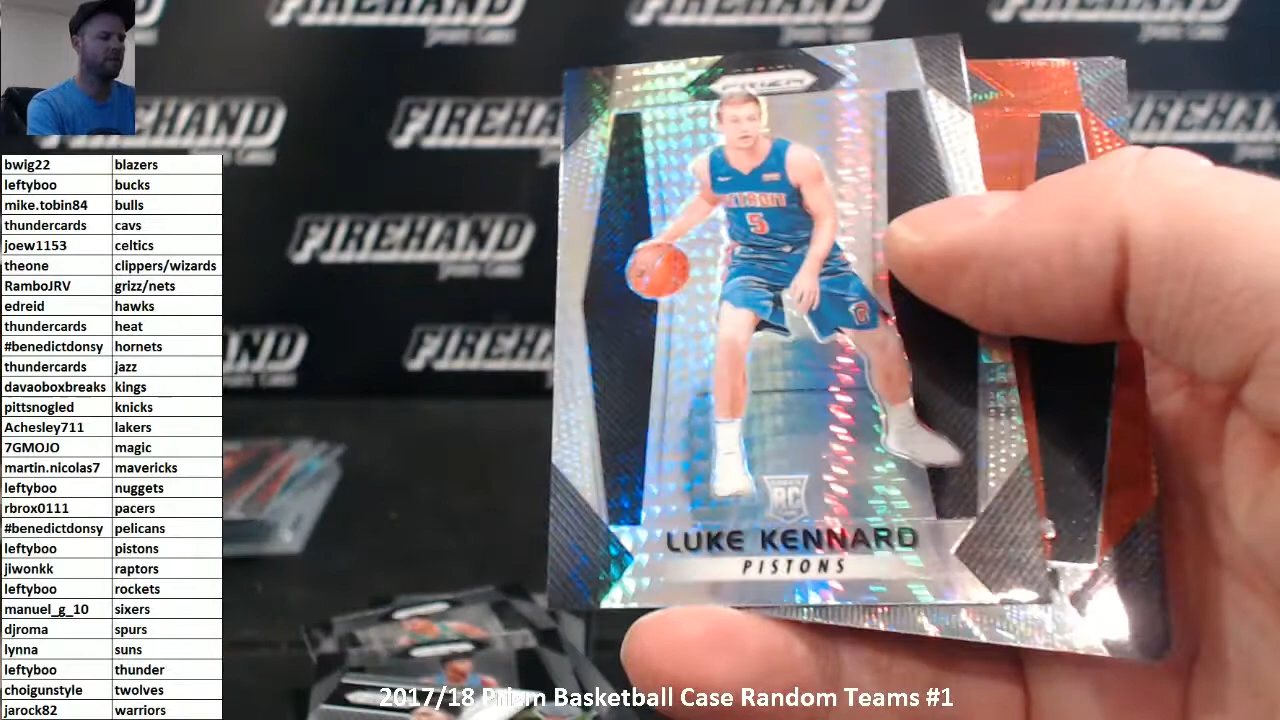 FIREHAND
FIREHAND
FIREHAND
FIREHAND
FIREHAND
FIREHAND
bwig22 blazers
leftyboo bucks
mike.tobin84 bulls
thundercards cavs
joew1153 celtics
theone clippers/wizards
RamboJRV grizz/nets
edreid hawks
thundercards heat
#benedictdonsy hornets
thundercards jazz
davaoboxbreaks kings
pittsnogled knicks
Achesley711 lakers
7GMOJO magic
martin.nicolas7 mavericks
leftyboo nuggets
rbrox0111 pacers
#benedictdonsy pelicans
leftyboo pistons
jiwonkk raptors
leftyboo rockets
manuel_g_10 sixers
djroma spurs
lynna suns
leftyboo thunder
choigunstyle twolves
jarock82 warriors
PRIZM
DETROIT
5
RC
LUKE KENNARD
PISTONS
2017/18 Prism Basketball Case Random Teams #1